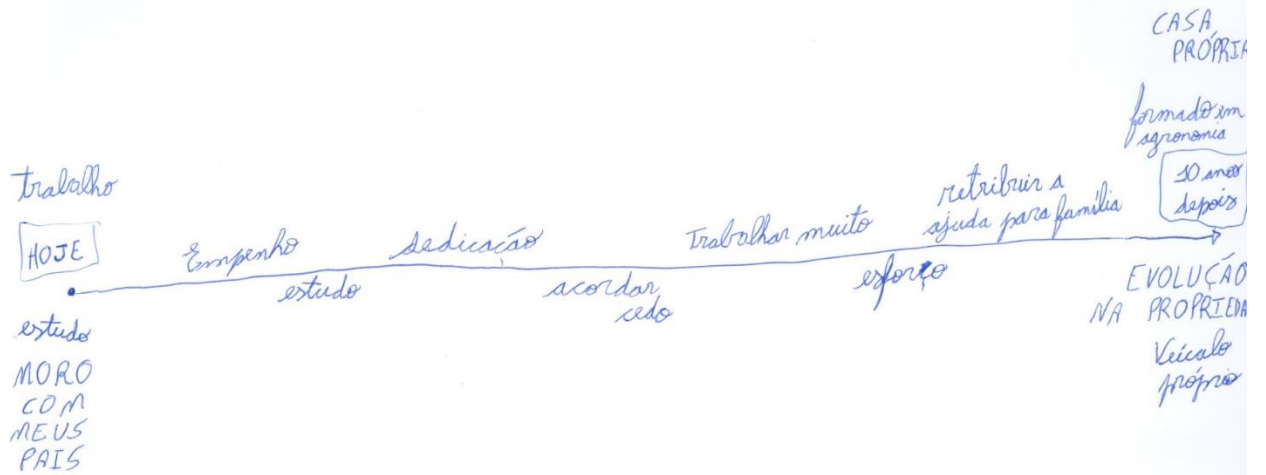 trabalho
HOJE
estudo
MORO
COM
MEUS
PAIS
Empenho
estudo
dedicação
acordar
cedo
Trabalhar muito
esforço
retribuir a
ajuda para família
CASA
PRÓPRIA
formado em
agronomia
10 anos
depois
EVOLUÇÃO
NA PROPRIEDA
Veículo
próprio